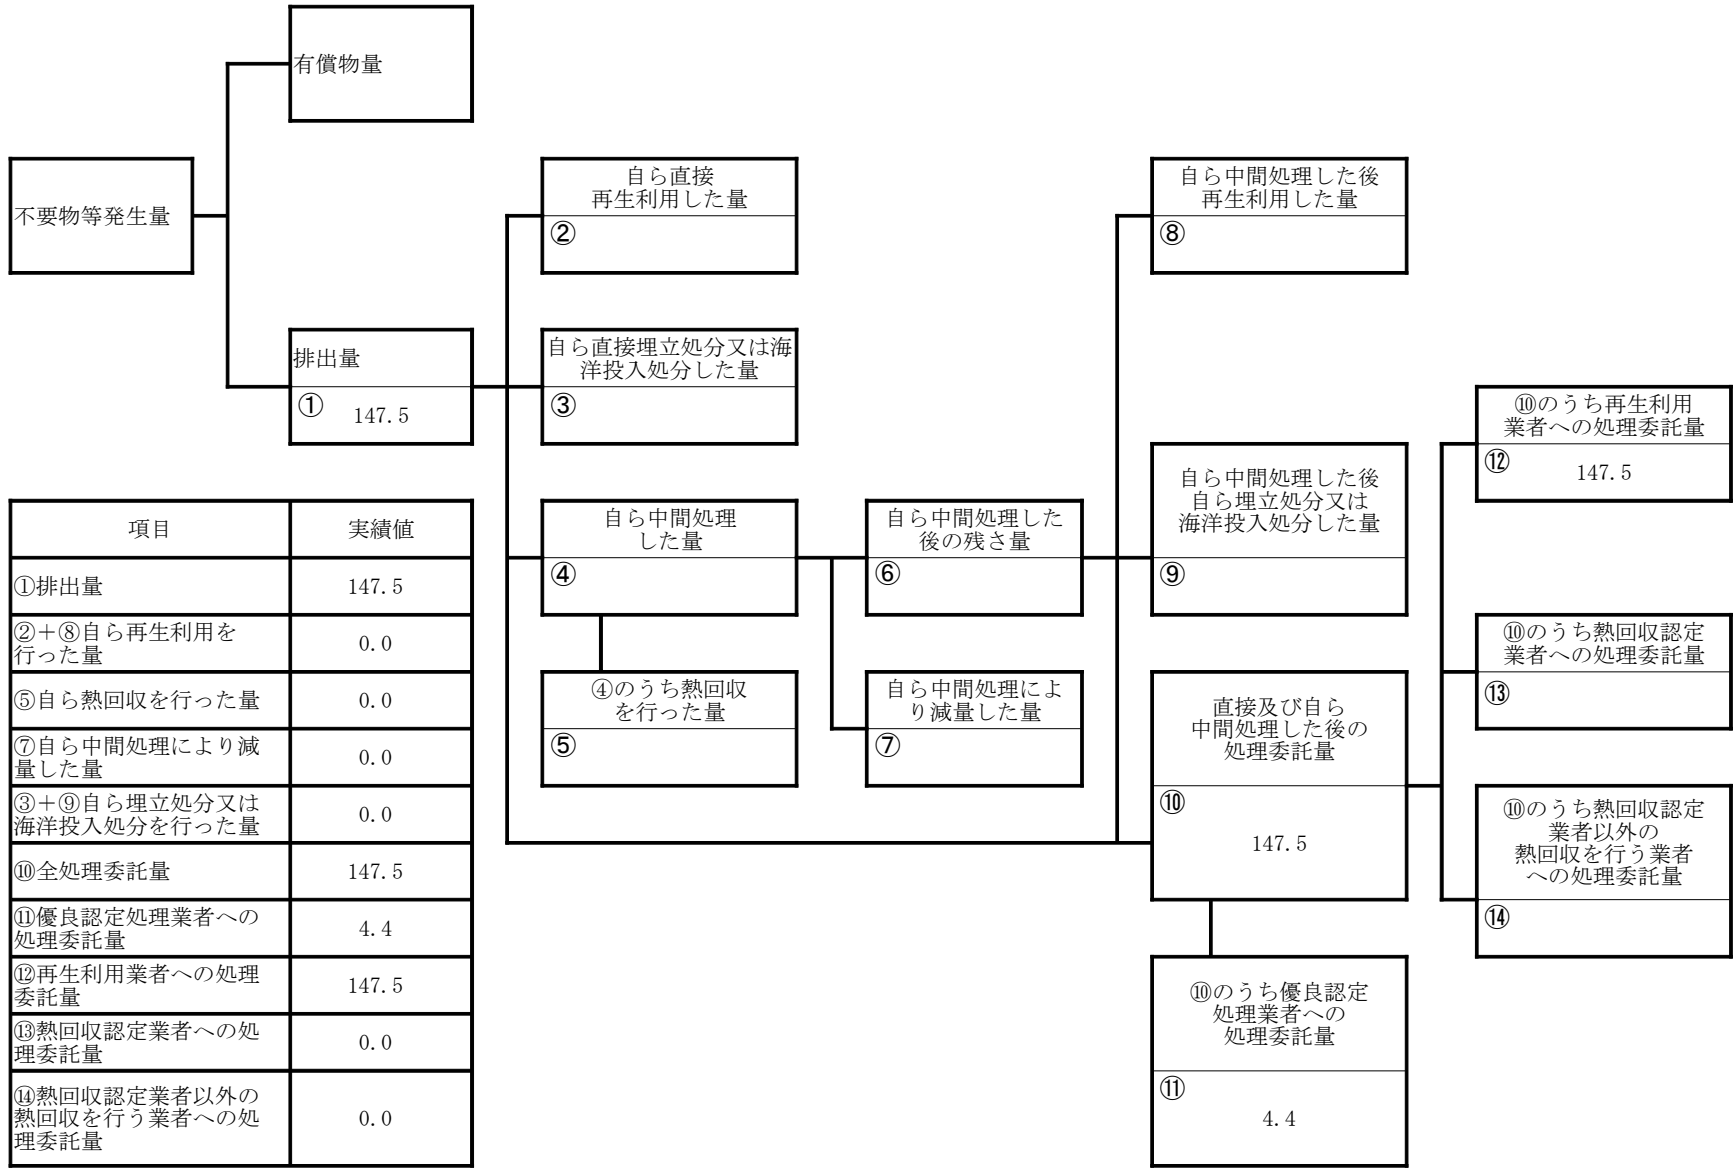 有償物量
不要物等発生量
排出量
①
147.5
自ら直接
再生利用した量
②
自ら直接埋立処分又は海
洋投入処分した量
③
自ら中間処理
した量
④
④のうち熱回収
を行った量
⑤
自ら中間処理した
後の残さ量
⑥
自ら中間処理によ
り減量した量
⑦
自ら中間処理した後
再生利用した量
⑧
自ら中間処理した後
自ら埋立処分又は
海洋投入処分した量
⑨
直接及び自ら
中間処理した後の
処理委託量
⑩
147.5
⑩のうち優良認定
処理業者への
処理委託量
⑪
4.4
⑩のうち再生利用
業者への処理委託量
⑫
147.5
⑩のうち熱回収認定
業者への処理委託量
⑬
⑩のうち熱回収認定
業者以外の
熱回収を行う業者
への処理委託量
⑭
項目 実績値
①排出量 147.5
②＋⑧自ら再生利用を
行った量 0.0
⑤自ら熱回収を行った量 0.0
⑦自ら中間処理により減
量した量 0.0
③＋⑨自ら埋立処分又は
海洋投入処分を行った量 0.0
⑩全処理委託量 147.5
⑪優良認定処理業者への
処理委託量 4.4
⑫再生利用業者への処理
委託量 147.5
⑬熱回収認定業者への処
理委託量 0.0
⑭熱回収認定業者以外の
熱回収を行う業者への処
理委託量 0.0